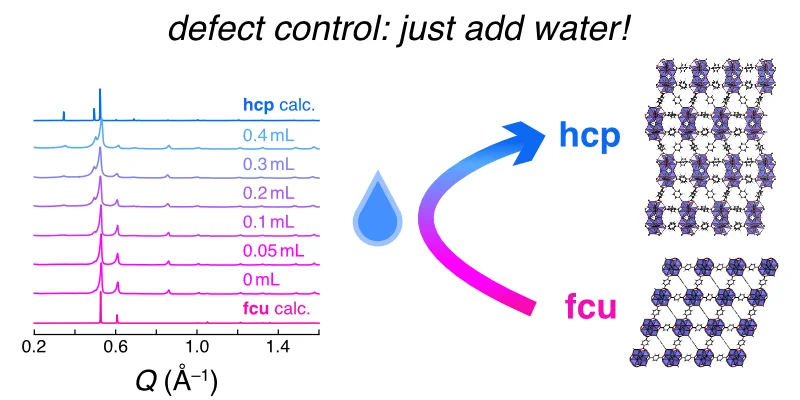 defect control: just add water!
hcp calc.
0.4 mL
0.3 mL
0.2 mL
0.1 mL
0.05 mL
0 mL
fcu calc.
0.2 0.6 1.0 1.4
Q (Å⁻¹)
hcp
fcu